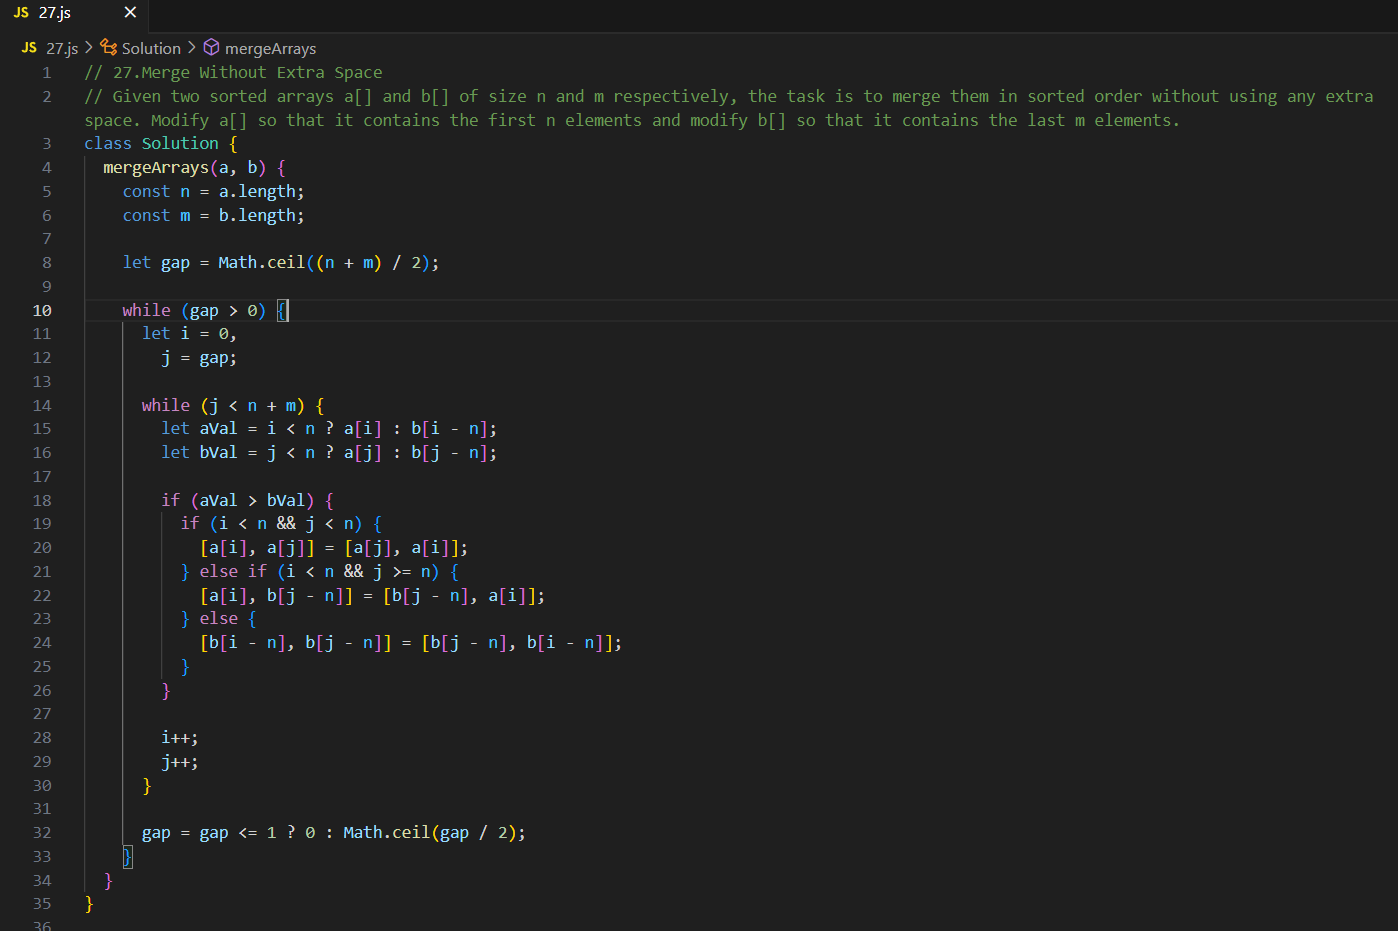 JS 27.js ×
JS 27.js > Solution > mergeArrays
1 // 27.Merge Without Extra Space
2 // Given two sorted arrays a[] and b[] of size n and m respectively, the task is to merge them in sorted order without using any extra
space. Modify a[] so that it contains the first n elements and modify b[] so that it contains the last m elements.
3 class Solution {
4   mergeArrays(a, b) {
5     const n = a.length;
6     const m = b.length;
7
8     let gap = Math.ceil((n + m) / 2);
9
10     while (gap > 0) {
11       let i = 0,
12         j = gap;
13
14       while (j < n + m) {
15         let aVal = i < n ? a[i] : b[i - n];
16         let bVal = j < n ? a[j] : b[j - n];
17
18         if (aVal > bVal) {
19           if (i < n && j < n) {
20             [a[i], a[j]] = [a[j], a[i]];
21           } else if (i < n && j >= n) {
22             [a[i], b[j - n]] = [b[j - n], a[i]];
23           } else {
24             [b[i - n], b[j - n]] = [b[j - n], b[i - n]];
25           }
26         }
27
28         i++;
29         j++;
30       }
31
32       gap = gap <= 1 ? 0 : Math.ceil(gap / 2);
33     }
34   }
35 }
36